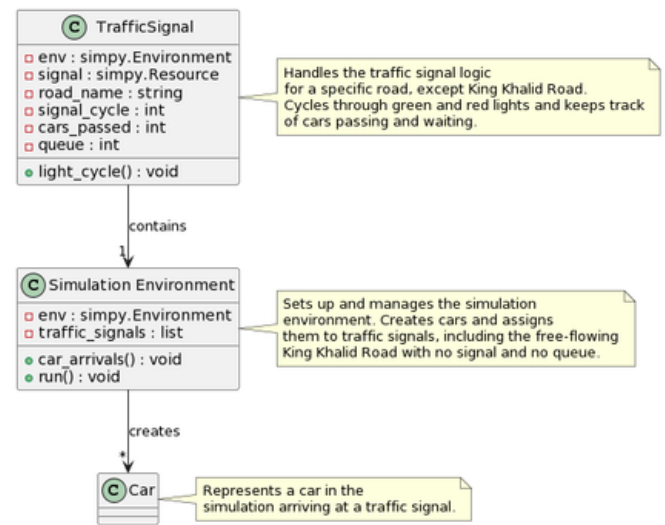 C TrafficSignal
env : simpy.Environment
signal : simpy.Resource
road_name : string
signal_cycle : int
cars_passed : int
queue : int
light_cycle() : void
Handles the traffic signal logic
for a specific road, except King Khalid Road.
Cycles through green and red lights and keeps track
of cars passing and waiting.
contains
1
C Simulation Environment
env : simpy.Environment
traffic_signals : list
car_arrivals() : void
run() : void
Sets up and manages the simulation
environment. Creates cars and assigns
them to traffic signals, including the free-flowing
King Khalid Road with no signal and no queue.
creates
*
C Car
Represents a car in the
simulation arriving at a traffic signal.